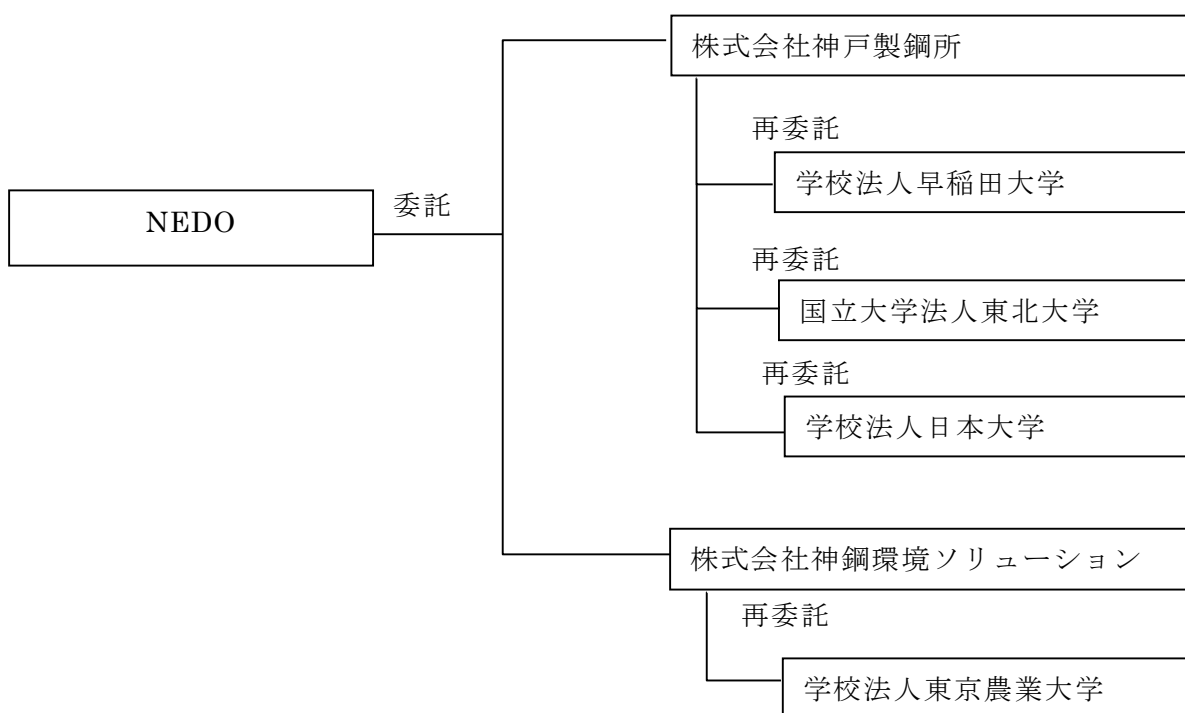 株式会社神戸製鋼所
再委託
学校法人早稲田大学
NEDO
委託
再委託
国立大学法人東北大学
再委託
学校法人日本大学
株式会社神鋼環境ソリューション
再委託
学校法人東京農業大学